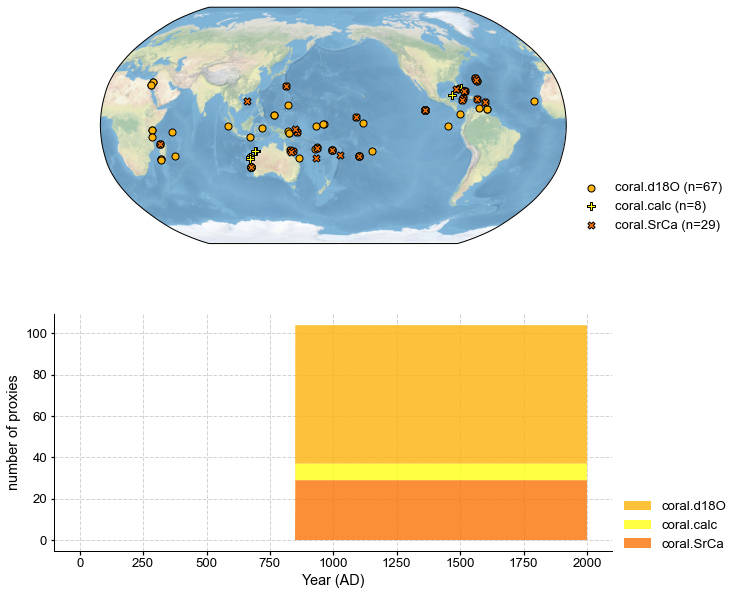 coral.d18O (n=67)
coral.calc (n=8)
coral.SrCa (n=29)
number of proxies
100
80
60
40
20
0
0 250 500 750 1000 1250 1500 1750 2000
Year (AD)
coral.d18O
coral.calc
coral.SrCa